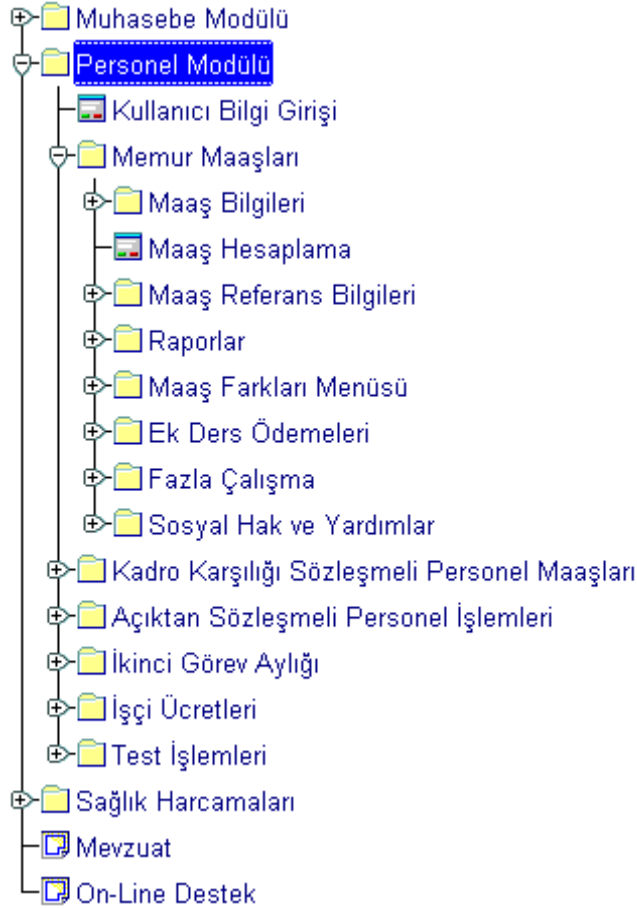 Muhasebe Modülü
Personel Modülü
Kullanıcı Bilgi Girişi
Memur Maaşları
Maaş Bilgileri
Maaş Hesaplama
Maaş Referans Bilgileri
Raporlar
Maaş Farkları Menüsü
Ek Ders Ödemeleri
Fazla Çalışma
Sosyal Hak ve Yardımlar
Kadro Karşılığı Sözleşmeli Personel Maaşları
Açıktan Sözleşmeli Personel İşlemleri
İkinci Görev Aylığı
İşçi Ücretleri
Test İşlemleri
Sağlık Harcamaları
Mevzuat
On-Line Destek